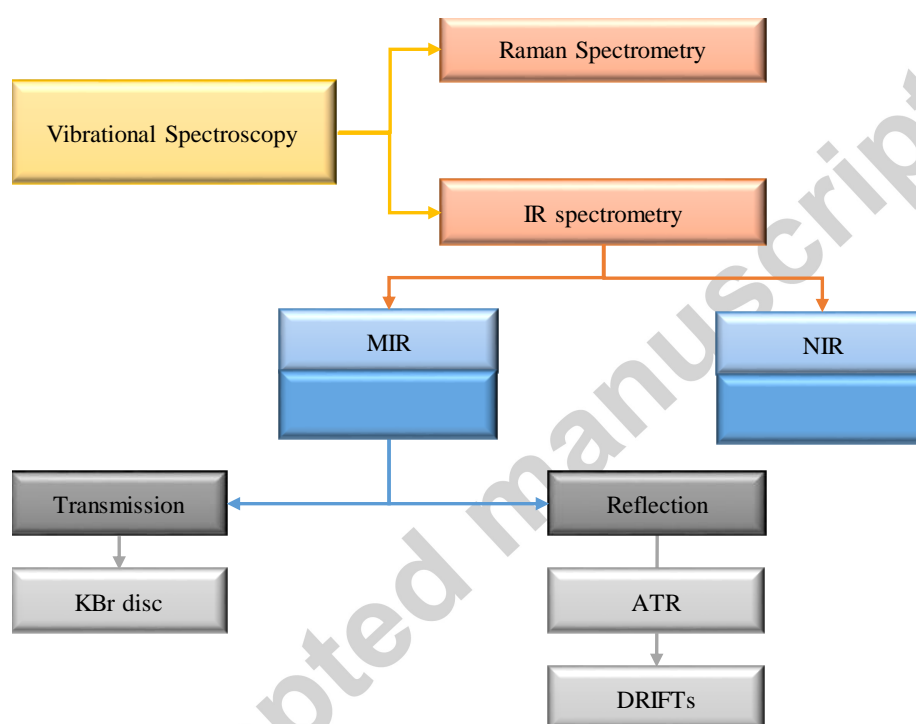 Raman Spectrometry
Vibrational Spectroscopy
IR spectrometry
MIR
NIR
Transmission
Reflection
KBr disc
ATR
DRIFTs
pted manuscript